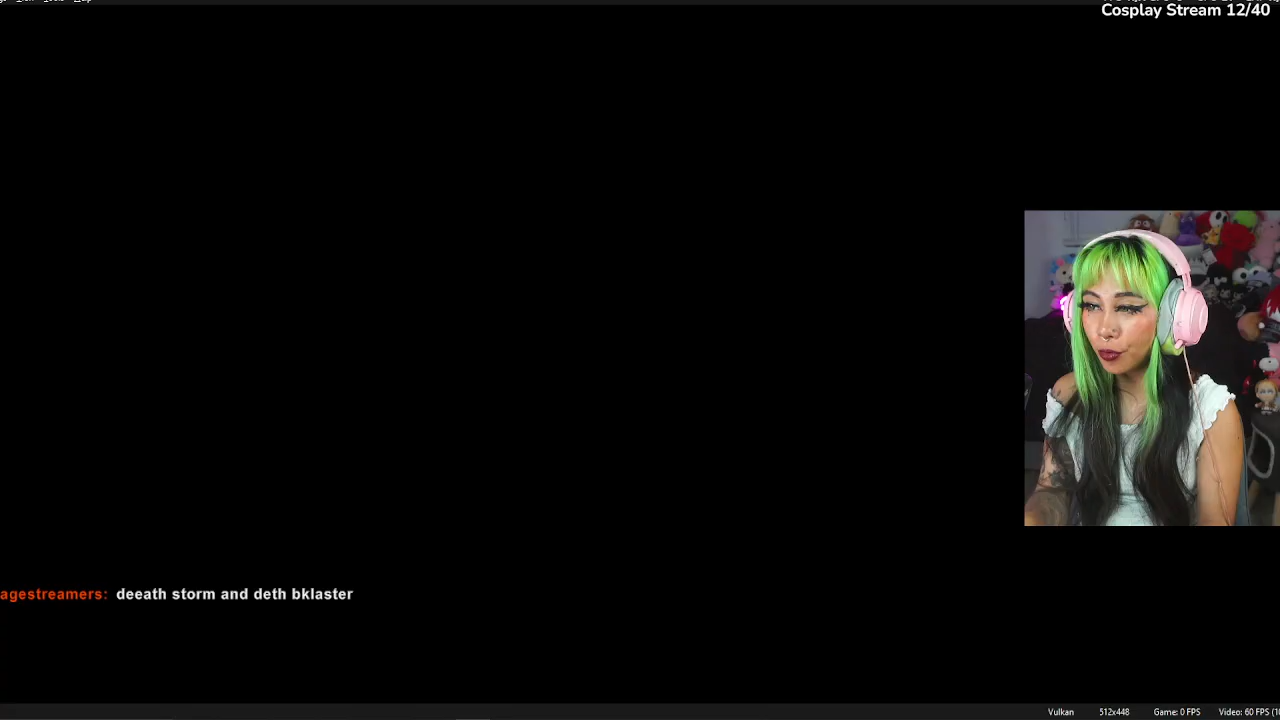 Cosplay Stream 12/40
agestreamers: deeath storm and deth bklaster
Vulkan 512x448 Game: 0 FPS Video: 60 FPS